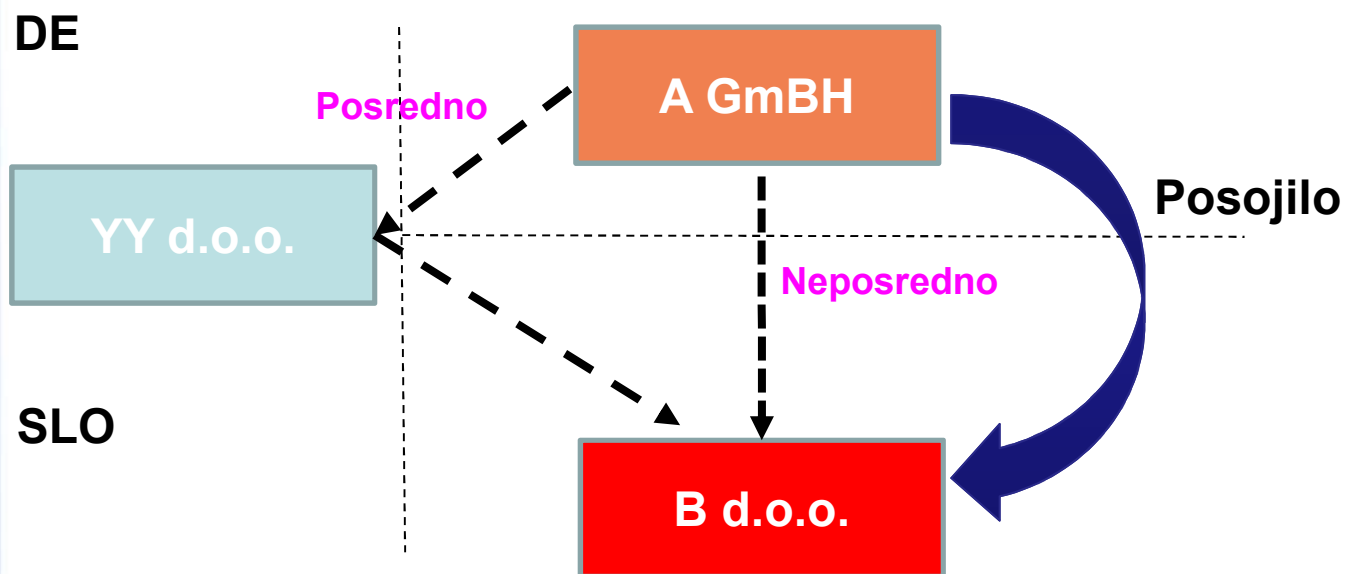 DE
A GmBH
Posredno
Posojilo
YY d.o.o.
Neposredno
SLO
B d.o.o.